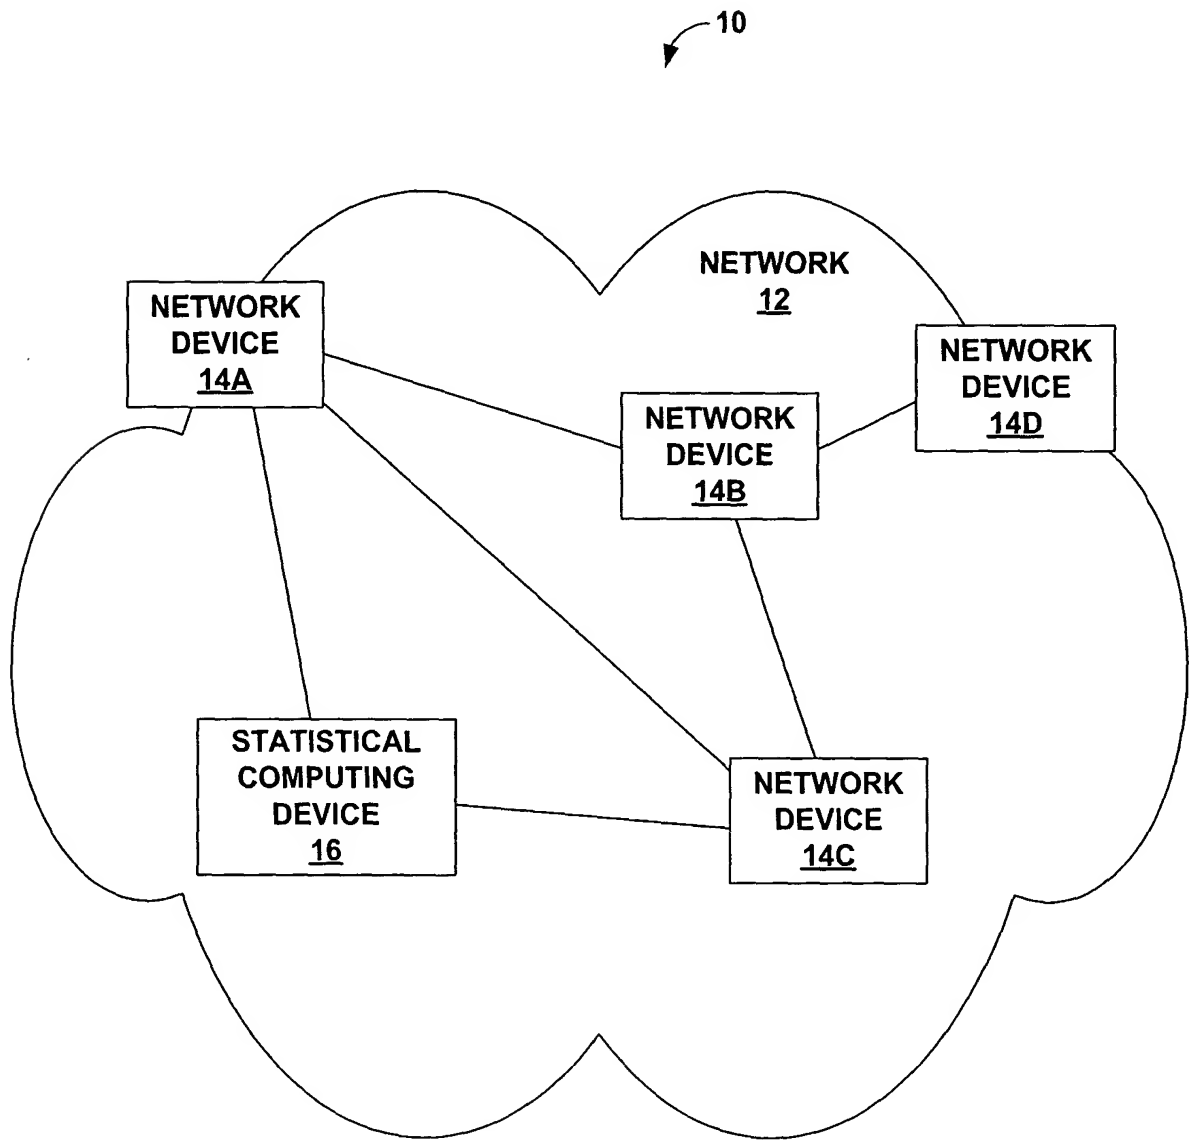 10
NETWORK
12
NETWORK
DEVICE
14A
NETWORK
DEVICE
14D
NETWORK
DEVICE
14B
STATISTICAL
COMPUTING
DEVICE
16
NETWORK
DEVICE
14C